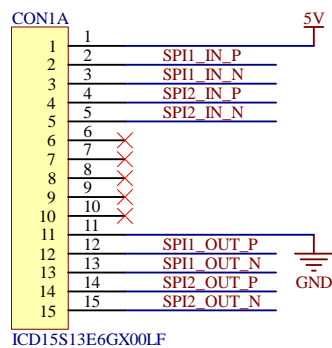 CON1A
5V
1 1
2 2 SPI1_IN_P
3 3 SPI1_IN_N
4 4 SPI2_IN_P
5 5 SPI2_IN_N
6 6
7 7
8 8
9 9
10 10
11 11
12 12 SPI1_OUT_P
13 13 SPI1_OUT_N
14 14 SPI2_OUT_P
15 15 SPI2_OUT_N
GND
ICD15S13E6GX00LF